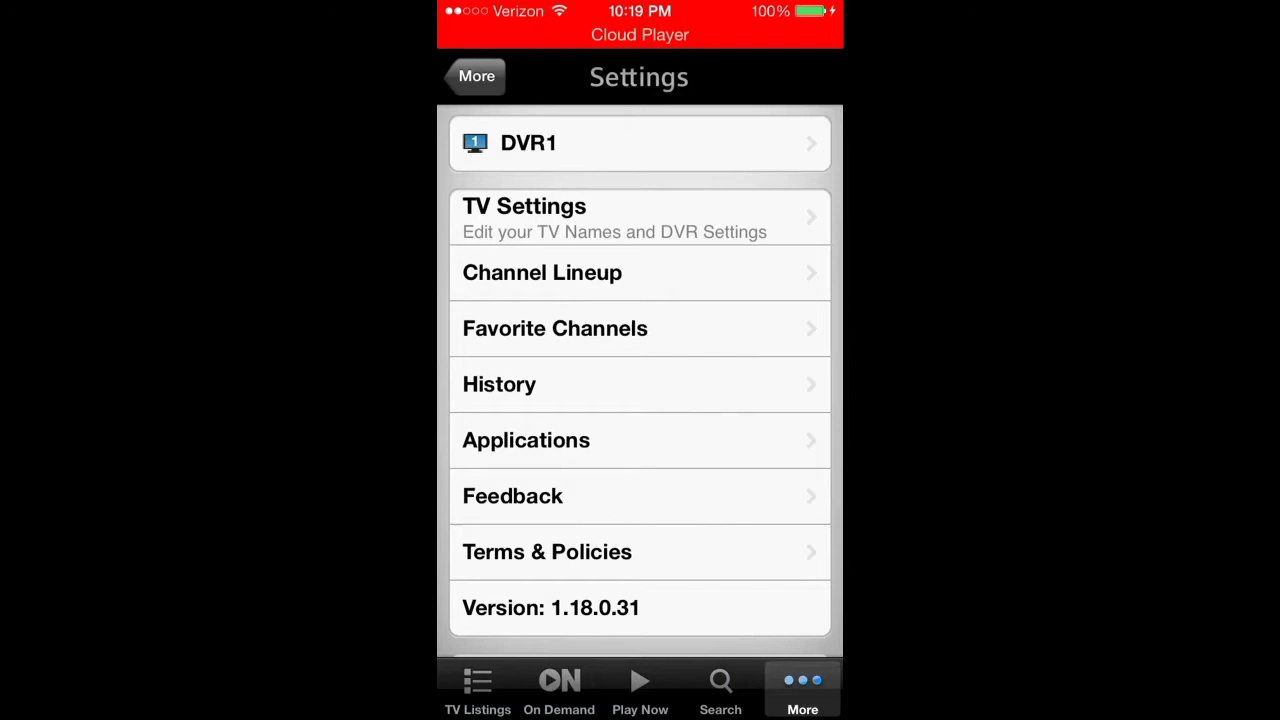 Verizon 10:19 PM 100%
Cloud Player
More Settings
1 DVR1
TV Settings
Edit your TV Names and DVR Settings
Channel Lineup
Favorite Channels
History
Applications
Feedback
Terms & Policies
Version: 1.18.0.31
ON
TV Listings On Demand Play Now Search More